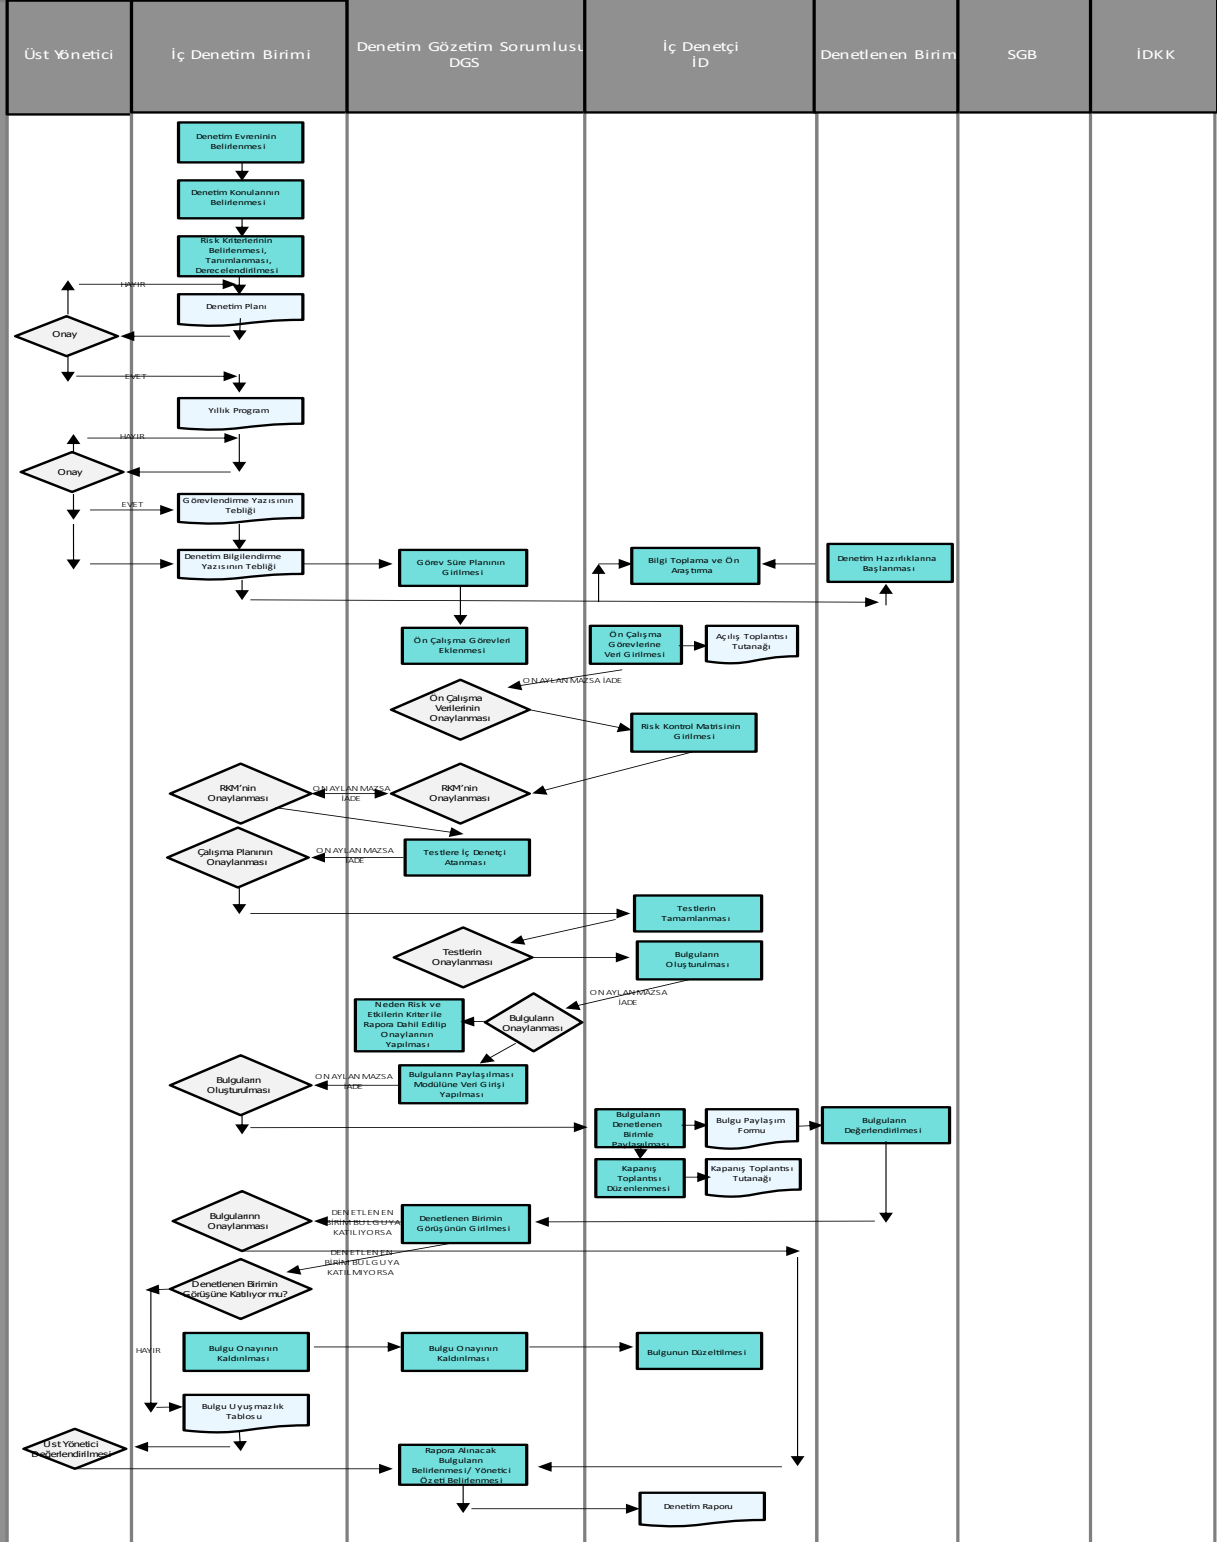 Üst Yönetici
İç Denetim Birimi
Denetim Gözetim Sorumlusu
DGS
İç Denetçi
İD
Denetlenen Birim
SGB
İDKK
Denetim Evreninin
Belirlenmesi
Denetim Konularının
Belirlenmesi
Risk Kriterlerinin
Belirlenmesi,
Tanımlanması,
Derecelendirilmesi
HAYIR
Denetim Planı
Onay
EVET
Yıllık Program
HAYIR
Onay
EVET
Görevlendirme Yazısının
Tebliği
Denetim Bilgilendirme
Yazısının Tebliği
Görev Süre Planının
Girilmesi
Bilgi Toplama ve Ön
Araştırma
Denetim Hazırlıklarına
Başlanması
Ön Çalışma Görevleri
Eklenmesi
Ön Çalışma
Görevlerine
Veri Girilmesi
Açılış Toplantısı
Tutanağı
ONAYLANMAZSA İADE
Ön Çalışma
Verilerinin
Onaylanması
Risk Kontrol Matrisinin
Girilmesi
RKM'nin
Onaylanması
ONAYLANMAZSA
İADE
RKM'nin
Onaylanması
Çalışma Planının
Onaylanması
ONAYLANMAZSA
İADE
Testlere İç Denetçi
Atanması
Testlerin
Tamamlanması
Testlerin
Onaylanması
Bulguların
Oluşturulması
ONAYLANMAZSA
İADE
Neden Risk ve
Etkilerin Kriter ile
Rapora Dahil Edilip
Onaylarının
Yapılması
Bulguların
Onaylanması
Bulguların
Oluşturulması
ONAYLANMAZSA
İADE
Bulguların Paylaşılması
Modülüne Veri Girişi
Yapılması
Bulguların
Denetlenen
Birimle
Paylaşılması
Bulgu Paylaşım
Formu
Bulguların
Değerlendirilmesi
Kapanış
Toplantısı
Düzenlenmesi
Kapanış Toplantısı
Tutanağı
Bulgularınn
Onaylanması
DENETLENEN
BİRİM BULGUYA
KATILIYORSA
Denetlenen Birimin
Görüşünün Girilmesi
DENETLENEN
BİRİM BULGUYA
KATILMIYORSA
Denetlenen Birimin
Görüşüne Katılıyor mu?
HAYIR
Bulgu Onayının
Kaldırılması
Bulgu Onayının
Kaldırılması
Bulgunun Düzeltilmesi
Bulgu Uyuşmazlık
Tablosu
Üst Yönetici
Değerlendirilmesi
Rapora Alınacak
Bulguların
Belirlenmesi/ Yönetici
Özeti Belirlenmesi
Denetim Raporu